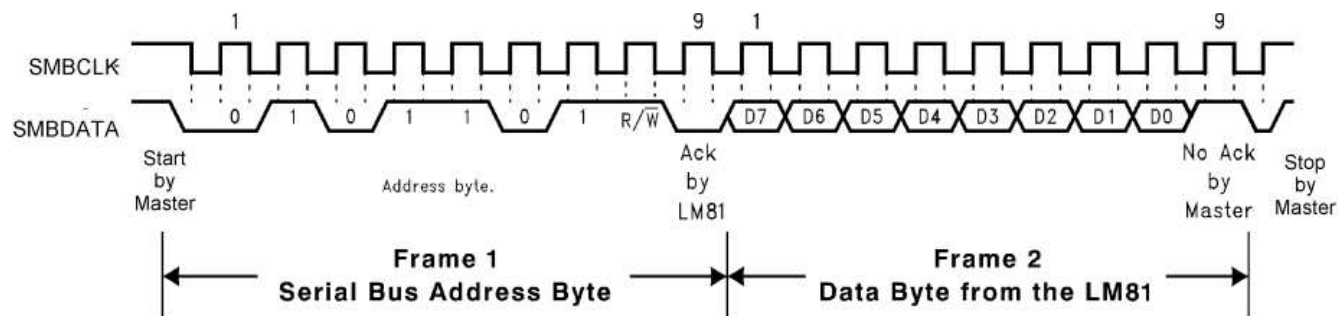 1 9 1 9
SMBCLK
SMBDATA 0 1 0 1 1 0 1 R/W̅ D7 D6 D5 D4 D3 D2 D1 D0
Start
by
Master
Address byte.
Ack
by
LM81
No Ack
by
Master
Stop
by
Master
Frame 1
Serial Bus Address Byte
Frame 2
Data Byte from the LM81